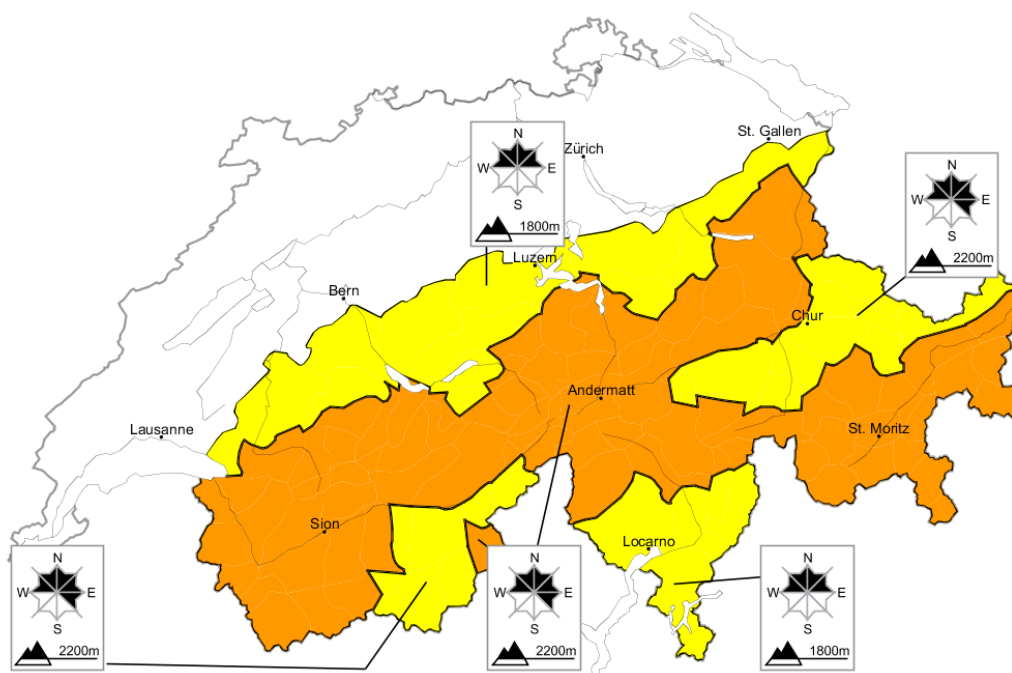 St. Gallen
N
W
E
S
1800m
Zürich
N
W
E
S
2200m
Luzern
Bern
Chur
Andermatt
Lausanne
St. Moritz
Sion
Locarno
N
W
E
S
2200m
N
W
E
S
2200m
N
W
E
S
1800m